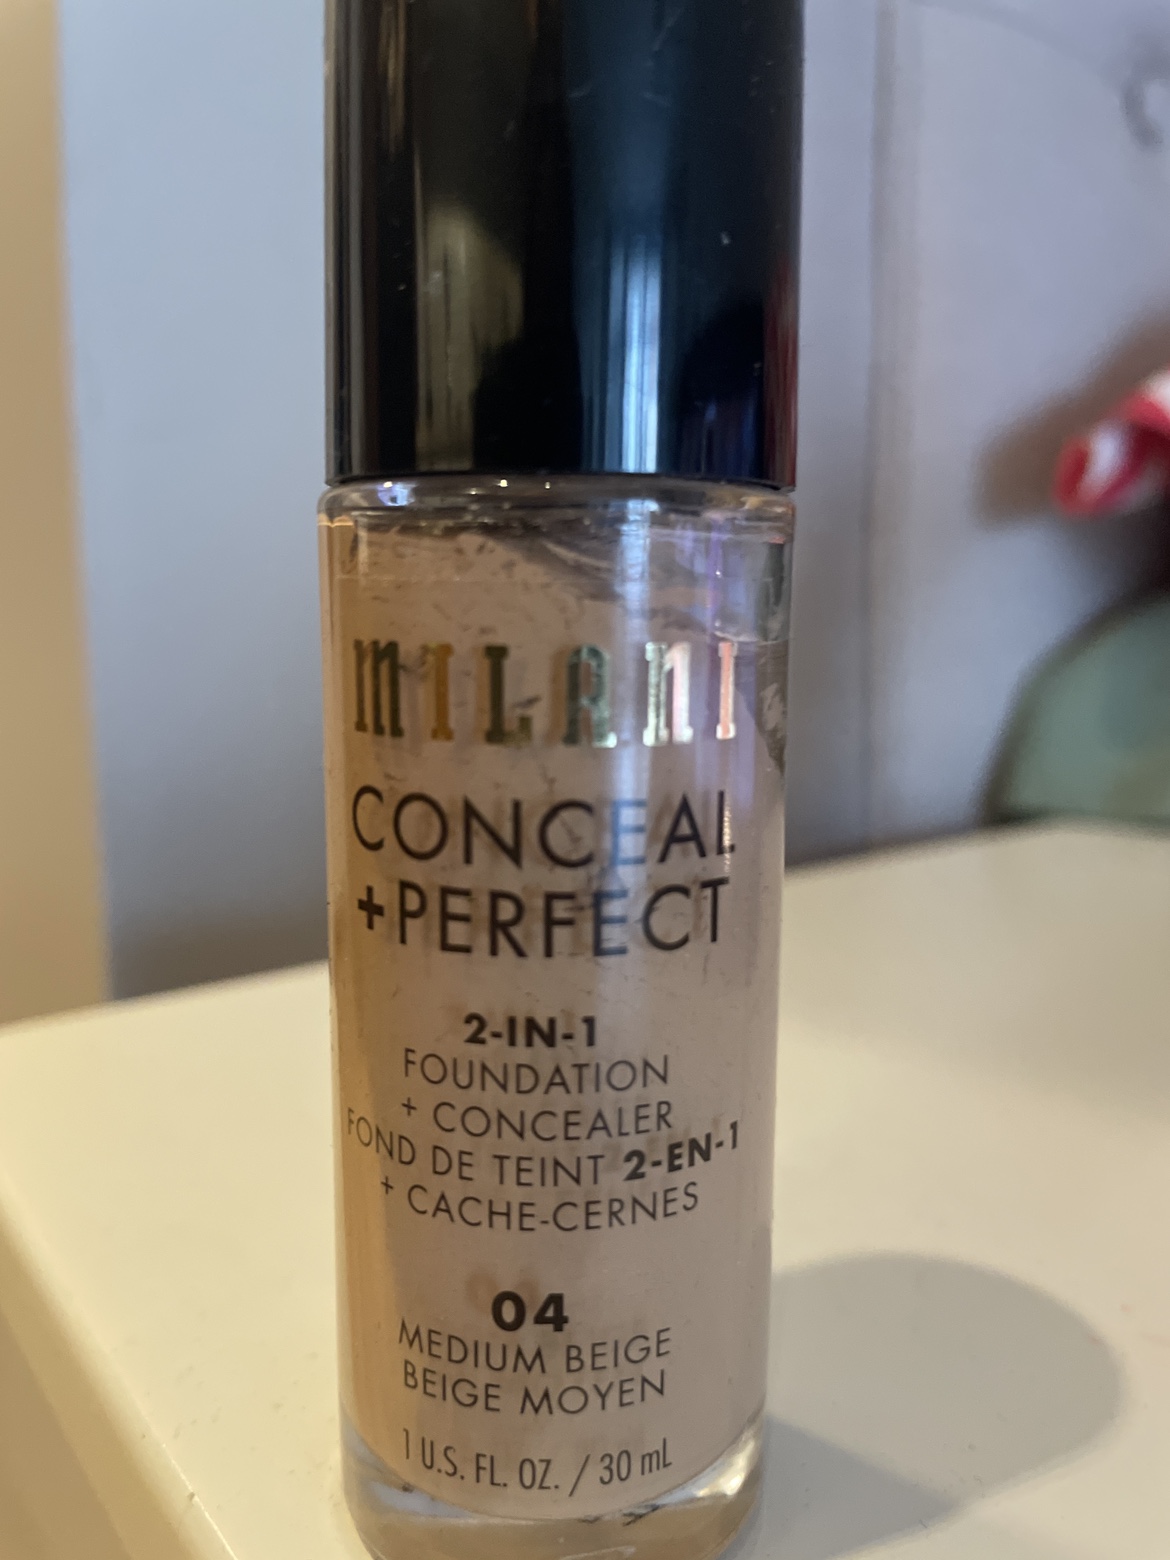 MILANI
CONCEAL
+PERFECT
2-IN-1
FOUNDATION
+ CONCEALER
FOND DE TEINT 2-EN-1
+ CACHE-CERNES
04
MEDIUM BEIGE
BEIGE MOYEN
1 U.S. FL. OZ. / 30 mL